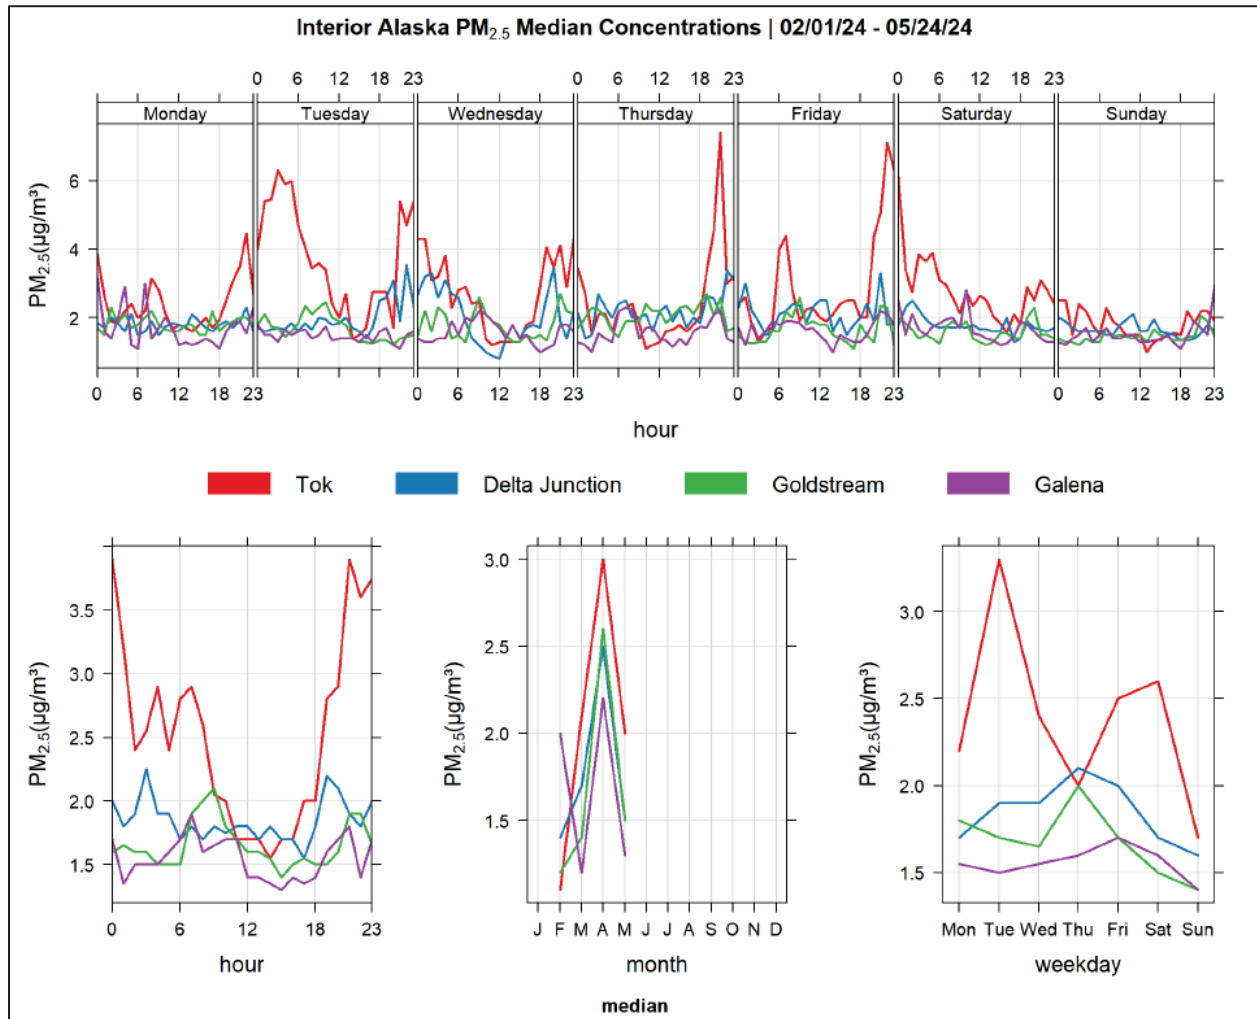 Interior Alaska PM2.5 Median Concentrations | 02/01/24 - 05/24/24
0 6 12 18 23 0 6 12 18 23 0 6 12 18 23
Monday Tuesday Wednesday Thursday Friday Saturday Sunday
PM2.5(µg/m³)
6
4
2
0 6 12 18 23 0 6 12 18 23 0 6 12 18 23 0 6 12 18 23
hour
Tok Delta Junction Goldstream Galena
PM2.5(µg/m³)
3.5
3.0
2.5
2.0
1.5
0 6 12 18 23
hour
PM2.5(µg/m³)
3.0
2.5
2.0
1.5
J F M A M J J A S O N D
month
PM2.5(µg/m³)
3.0
2.5
2.0
1.5
Mon Tue Wed Thu Fri Sat Sun
weekday
median